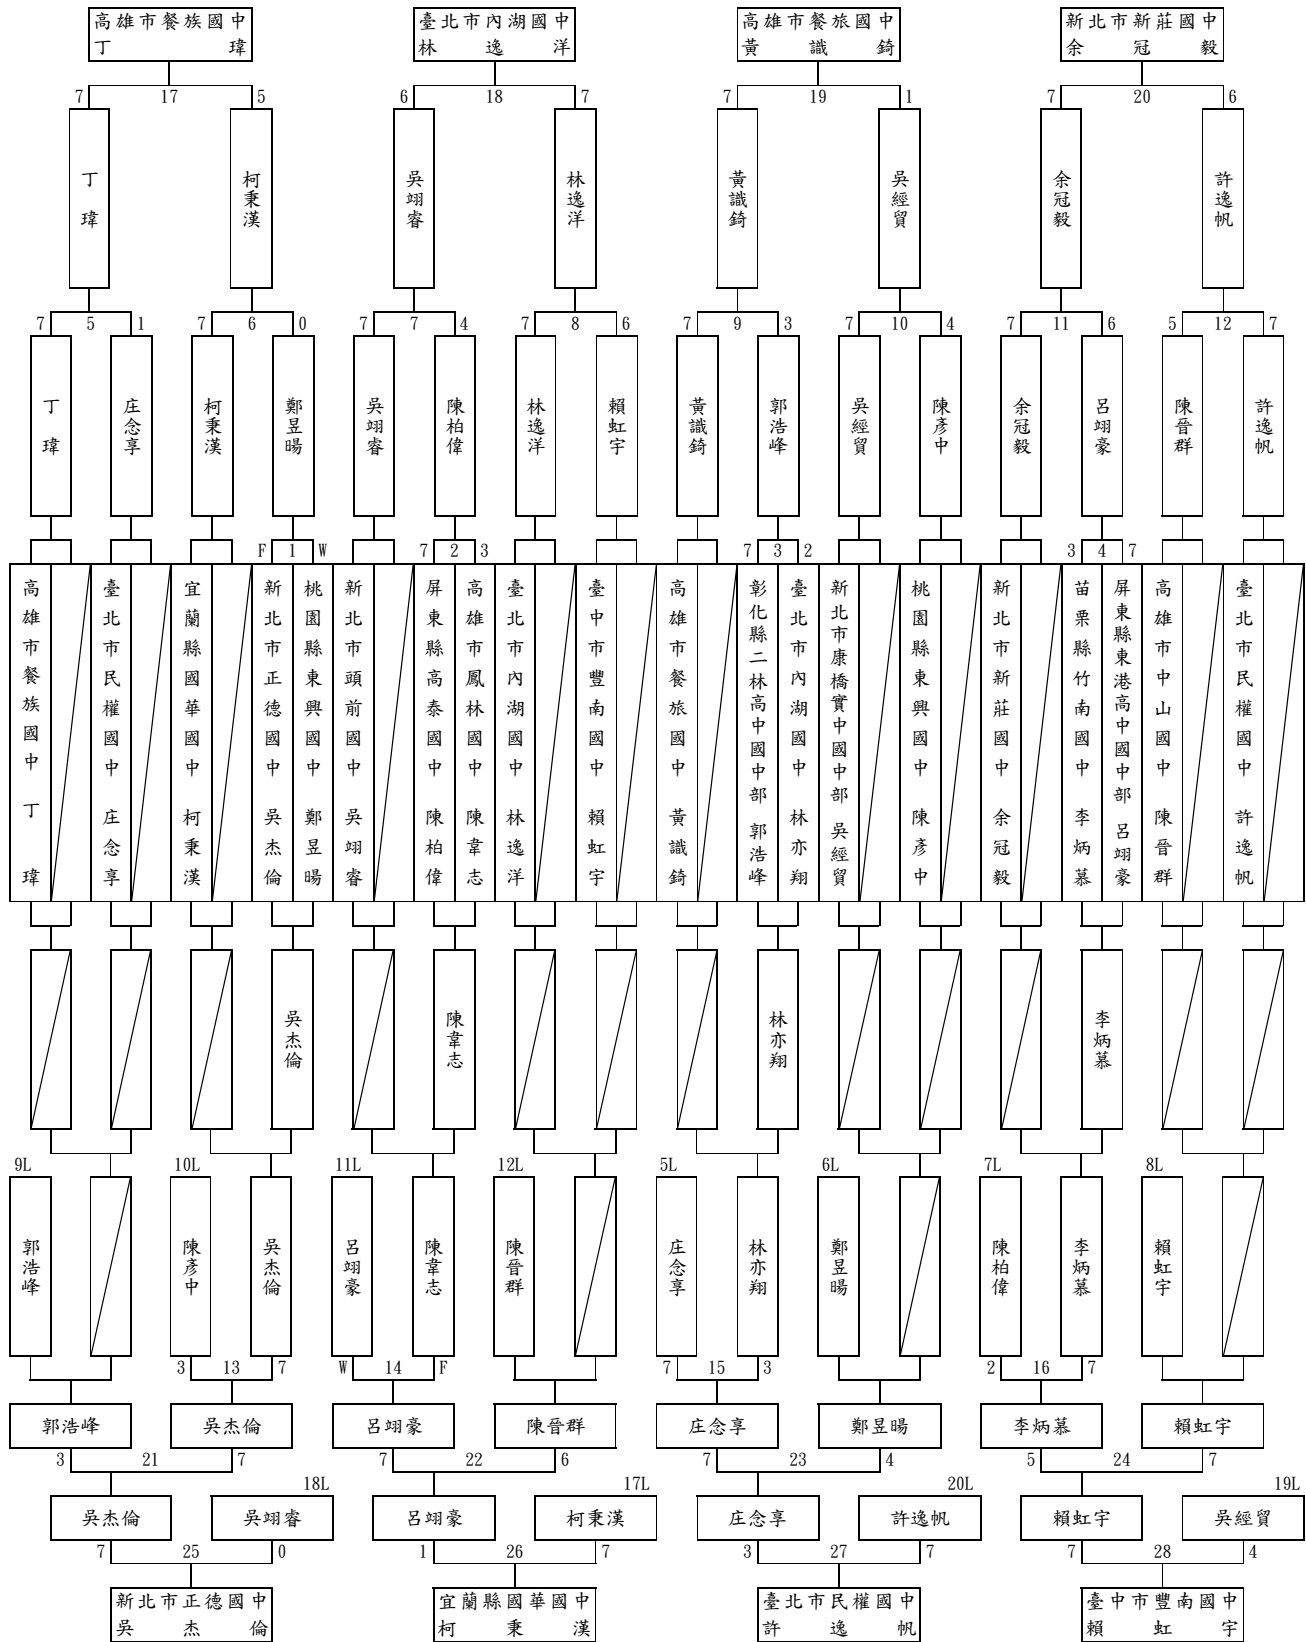 高雄市餐族國中 臺北市內湖國中 高雄市餐旅國中 新北市新莊國中
丁 瑋 林逸洋 黃識錡 余冠毅
7 17 5 6 18 7 7 19 1 7 20 6
丁瑋 柯秉漢 吳翊睿 林逸洋 黃識錡 吳經貿 余冠毅 許逸帆
7 5 1 7 6 0 7 7 4 7 8 6 7 9 3 7 10 4 7 11 6 5 12 7
丁瑋 庄念享 柯秉漢 鄭昱暘 吳翊睿 陳柏偉 林逸洋 賴虹宇 黃識錡 郭浩峰 吳經貿 陳彥中 余冠毅 呂翊豪 陳晉群 許逸帆
F 1 W 7 2 3 7 3 2 3 4 7
高雄市餐族國中 丁瑋
臺北市民權國中 庄念享
宜蘭縣國華國中 柯秉漢
新北市正德國中 吳杰倫
桃園縣東興國中 鄭昱暘
新北市頭前國中 吳翊睿
屏東縣高泰國中 陳柏偉
高雄市鳳林國中 陳韋志
臺北市內湖國中 林逸洋
臺中市豐南國中 賴虹宇
高雄市餐旅國中 黃識錡
彰化縣二林高中國中部 郭浩峰
臺北市內湖國中 林亦翔
新北市康橋實中國中部 吳經貿
桃園縣東興國中 陳彥中
新北市新莊國中 余冠毅
苗栗縣竹南國中 李炳慕
屏東縣東港高中國中部 呂翊豪
高雄市中山國中 陳晉群
臺北市民權國中 許逸帆
吳杰倫 陳韋志 林亦翔 李炳慕
9L 10L 11L 12L 5L 6L 7L 8L
郭浩峰 陳彥中 吳杰倫 呂翊豪 陳韋志 陳晉群 庄念享 林亦翔 鄭昱暘 陳柏偉 李炳慕 賴虹宇
3 13 7 W 14 F 7 15 3 2 16 7
郭浩峰 吳杰倫 呂翊豪 陳晉群 庄念享 鄭昱暘 李炳慕 賴虹宇
3 21 7 7 22 6 7 23 4 5 24 7
18L 17L 20L 19L
吳杰倫 吳翊睿 呂翊豪 柯秉漢 庄念享 許逸帆 賴虹宇 吳經貿
7 25 0 1 26 7 3 27 7 7 28 4
新北市正德國中 宜蘭縣國華國中 臺北市民權國中 臺中市豐南國中
吳杰倫 柯秉漢 許逸帆 賴虹宇